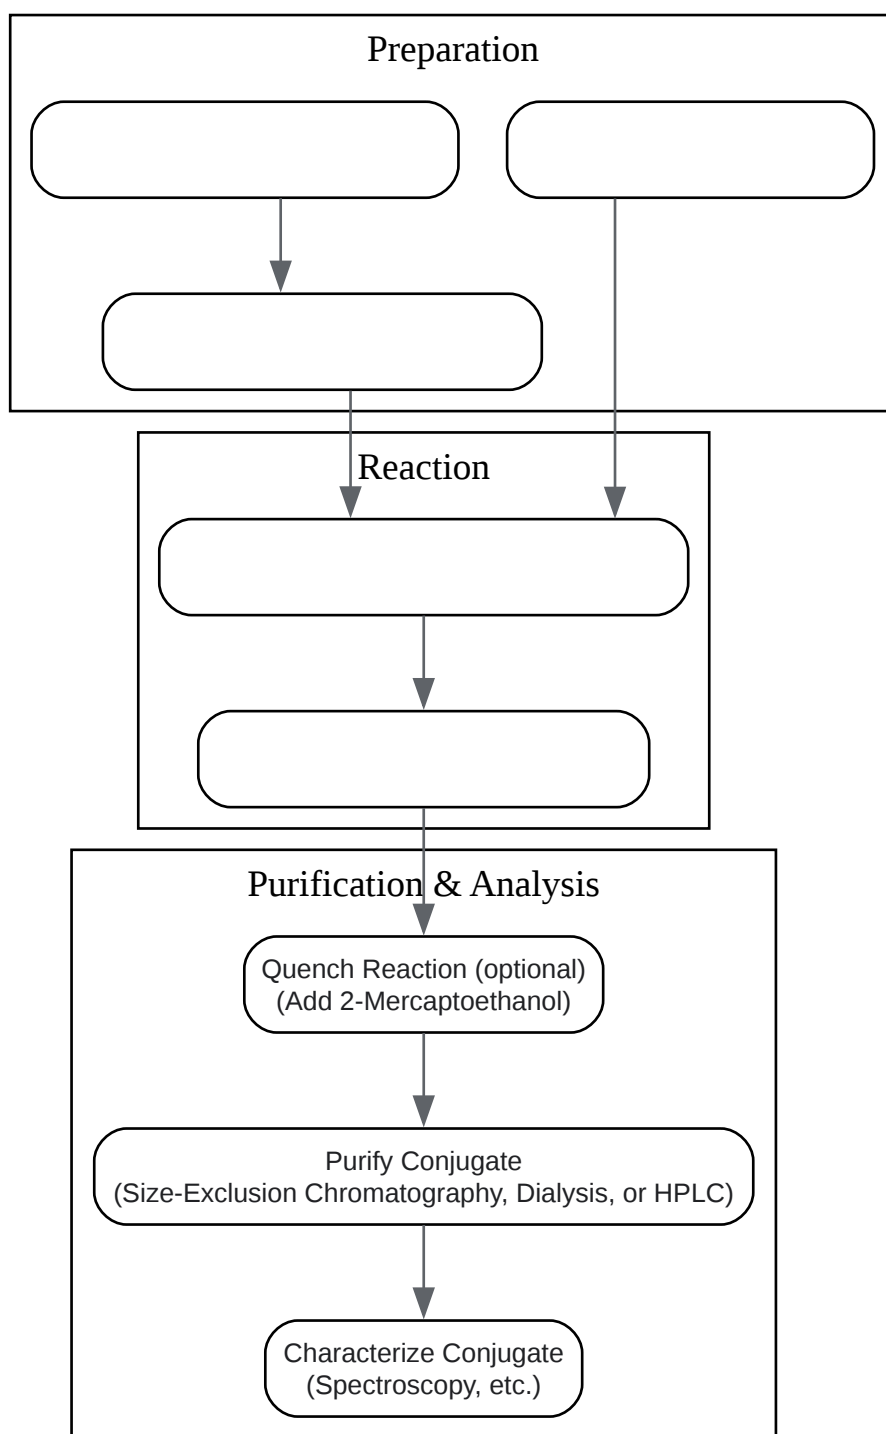 Preparation
Reaction
Purification & Analysis
Quench Reaction (optional)
(Add 2-Mercaptoethanol)
Purify Conjugate
(Size-Exclusion Chromatography, Dialysis, or HPLC)
Characterize Conjugate
(Spectroscopy, etc.)